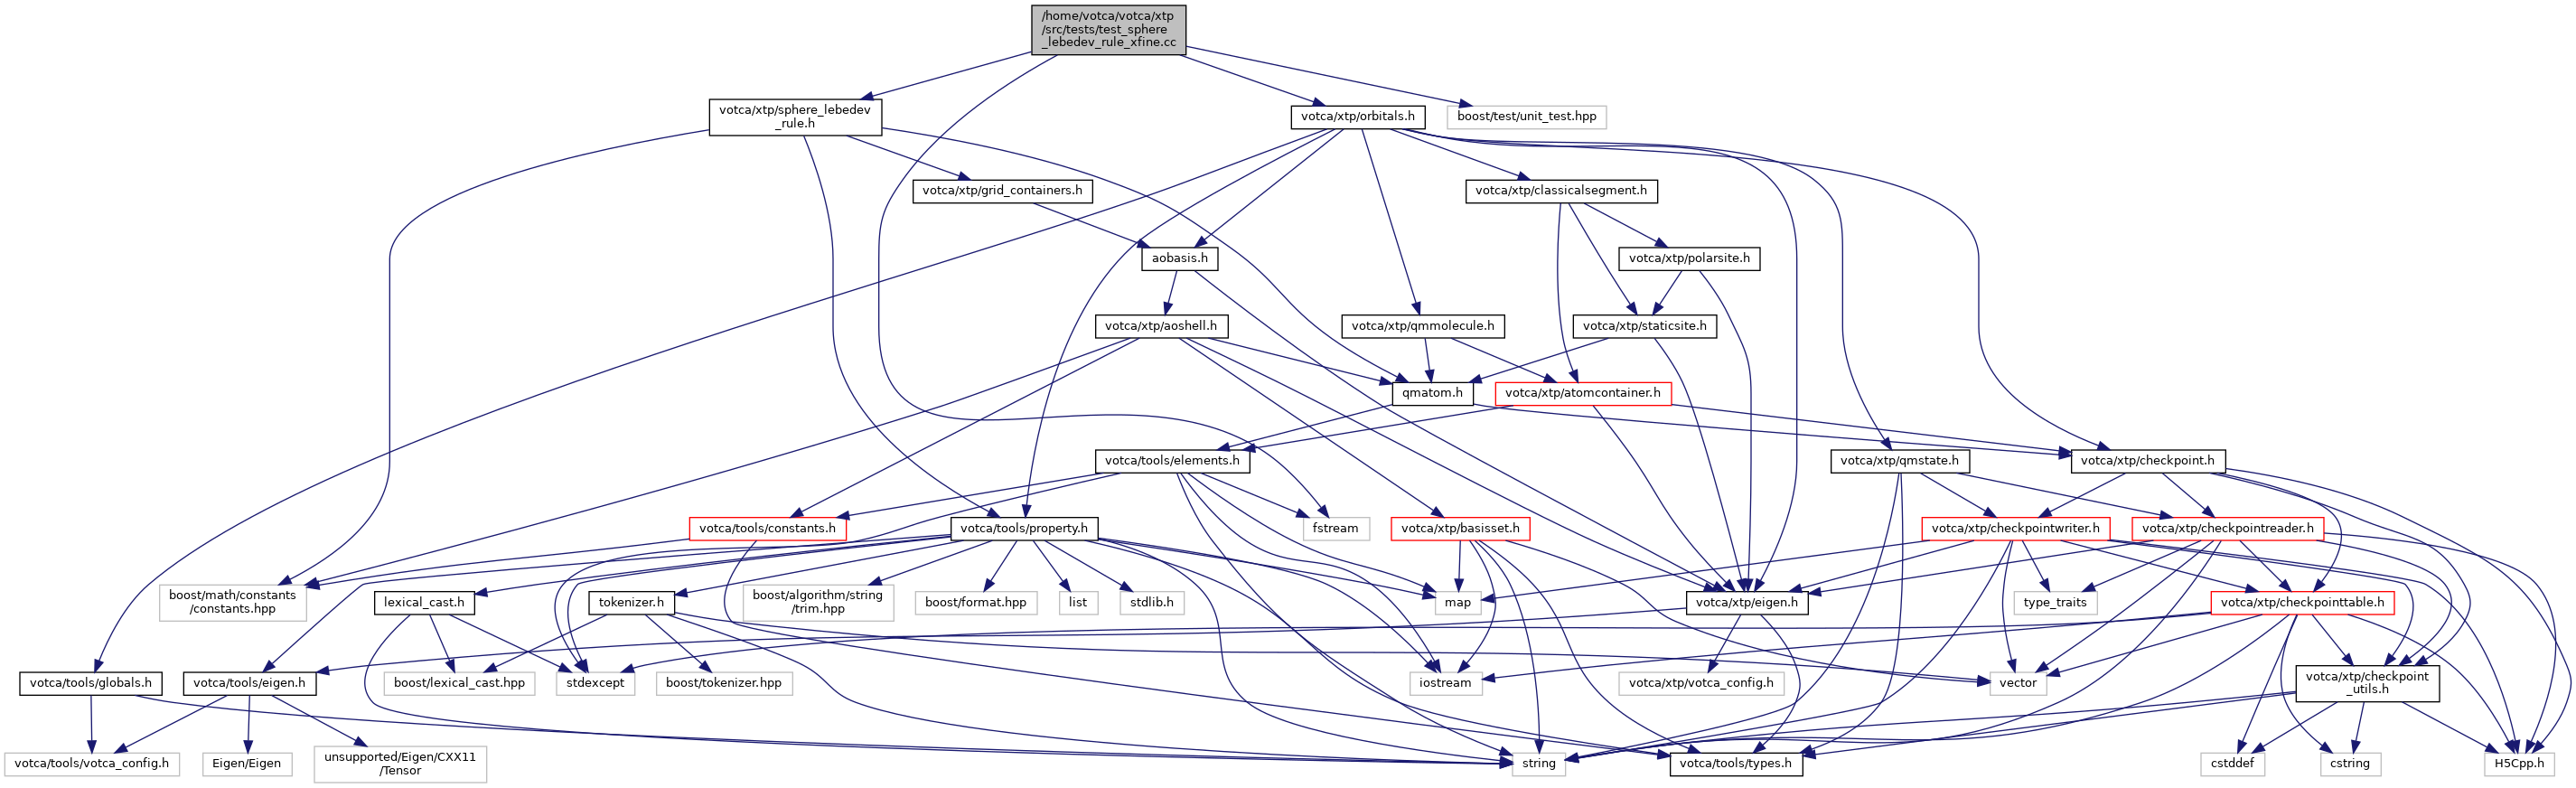 /home/votca/votca/xtp
/src/tests/test_sphere
_lebedev_rule_xfine.cc
votca/xtp/sphere_lebedev
_rule.h
votca/xtp/orbitals.h
boost/test/unit_test.hpp
votca/xtp/grid_containers.h
votca/xtp/classicalsegment.h
aobasis.h
votca/xtp/polarsite.h
votca/xtp/aoshell.h
votca/xtp/qmmolecule.h
votca/xtp/staticsite.h
qmatom.h
votca/xtp/atomcontainer.h
votca/tools/elements.h
votca/xtp/qmstate.h
votca/xtp/checkpoint.h
votca/tools/constants.h
votca/tools/property.h
fstream
votca/xtp/basisset.h
votca/xtp/checkpointwriter.h
votca/xtp/checkpointreader.h
boost/math/constants
/constants.hpp
lexical_cast.h
tokenizer.h
boost/algorithm/string
/trim.hpp
boost/format.hpp
list
stdlib.h
map
votca/xtp/eigen.h
type_traits
votca/xtp/checkpointtable.h
votca/tools/globals.h
votca/tools/eigen.h
boost/lexical_cast.hpp
stdexcept
boost/tokenizer.hpp
iostream
votca/xtp/votca_config.h
vector
votca/xtp/checkpoint
_utils.h
votca/tools/votca_config.h
Eigen/Eigen
unsupported/Eigen/CXX11
/Tensor
string
votca/tools/types.h
cstddef
cstring
H5Cpp.h